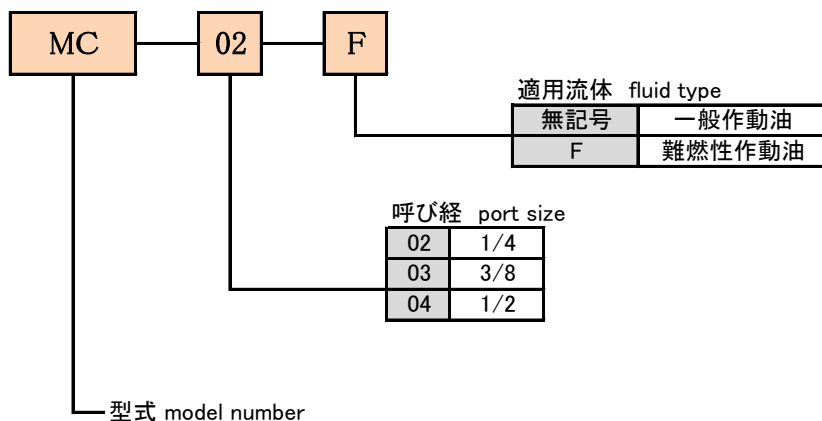 MC 02 F
適用流体 fluid type
無記号 一般作動油
F 難燃性作動油
呼び経 port size
02 1/4
03 3/8
04 1/2
型式 model number